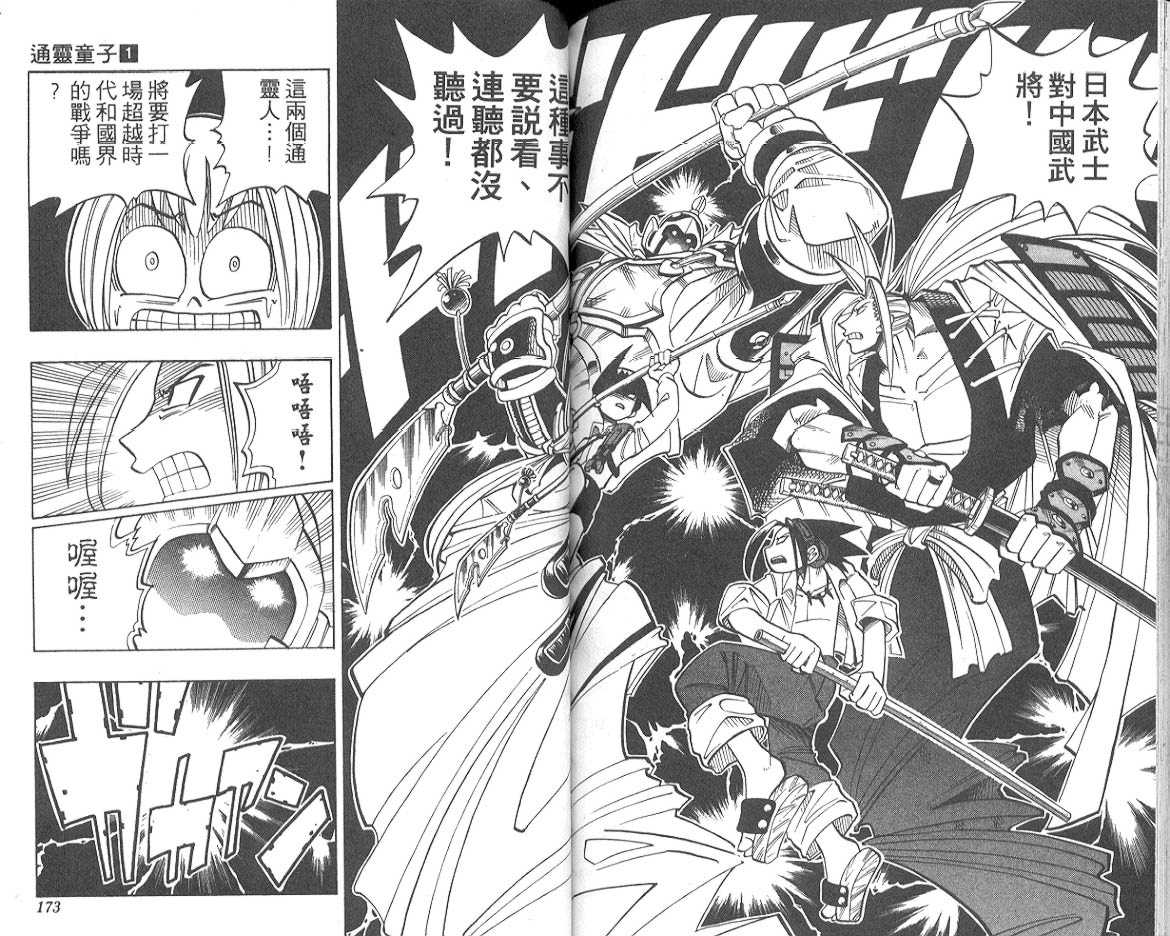 日本武士
對中國武
將！
這種事不
要說看、
連聽都沒
聽過！
通靈童子1
這兩個通
靈人…！
將要打一
場超越時
代和國界
的戰爭嗎
？
唔唔唔！
喔喔…
173